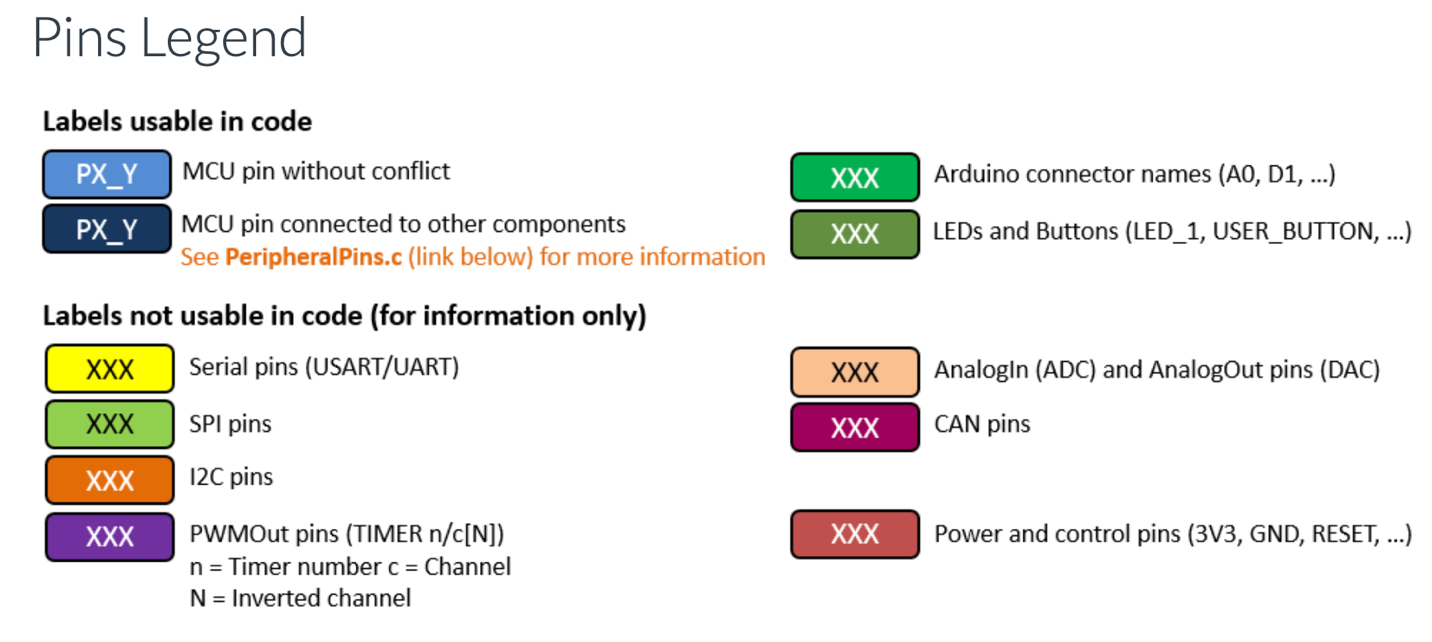 Pins Legend
Labels usable in code
PX_Y MCU pin without conflict
PX_Y MCU pin connected to other components
See PeripheralPins.c (link below) for more information
XXX Arduino connector names (A0, D1, ...)
XXX LEDs and Buttons (LED_1, USER_BUTTON, ...)
Labels not usable in code (for information only)
XXX Serial pins (USART/UART)
XXX SPI pins
XXX I2C pins
XXX PWMOut pins (TIMER n/c[N])
n = Timer number c = Channel
N = Inverted channel
XXX AnalogIn (ADC) and AnalogOut pins (DAC)
XXX CAN pins
XXX Power and control pins (3V3, GND, RESET, ...)